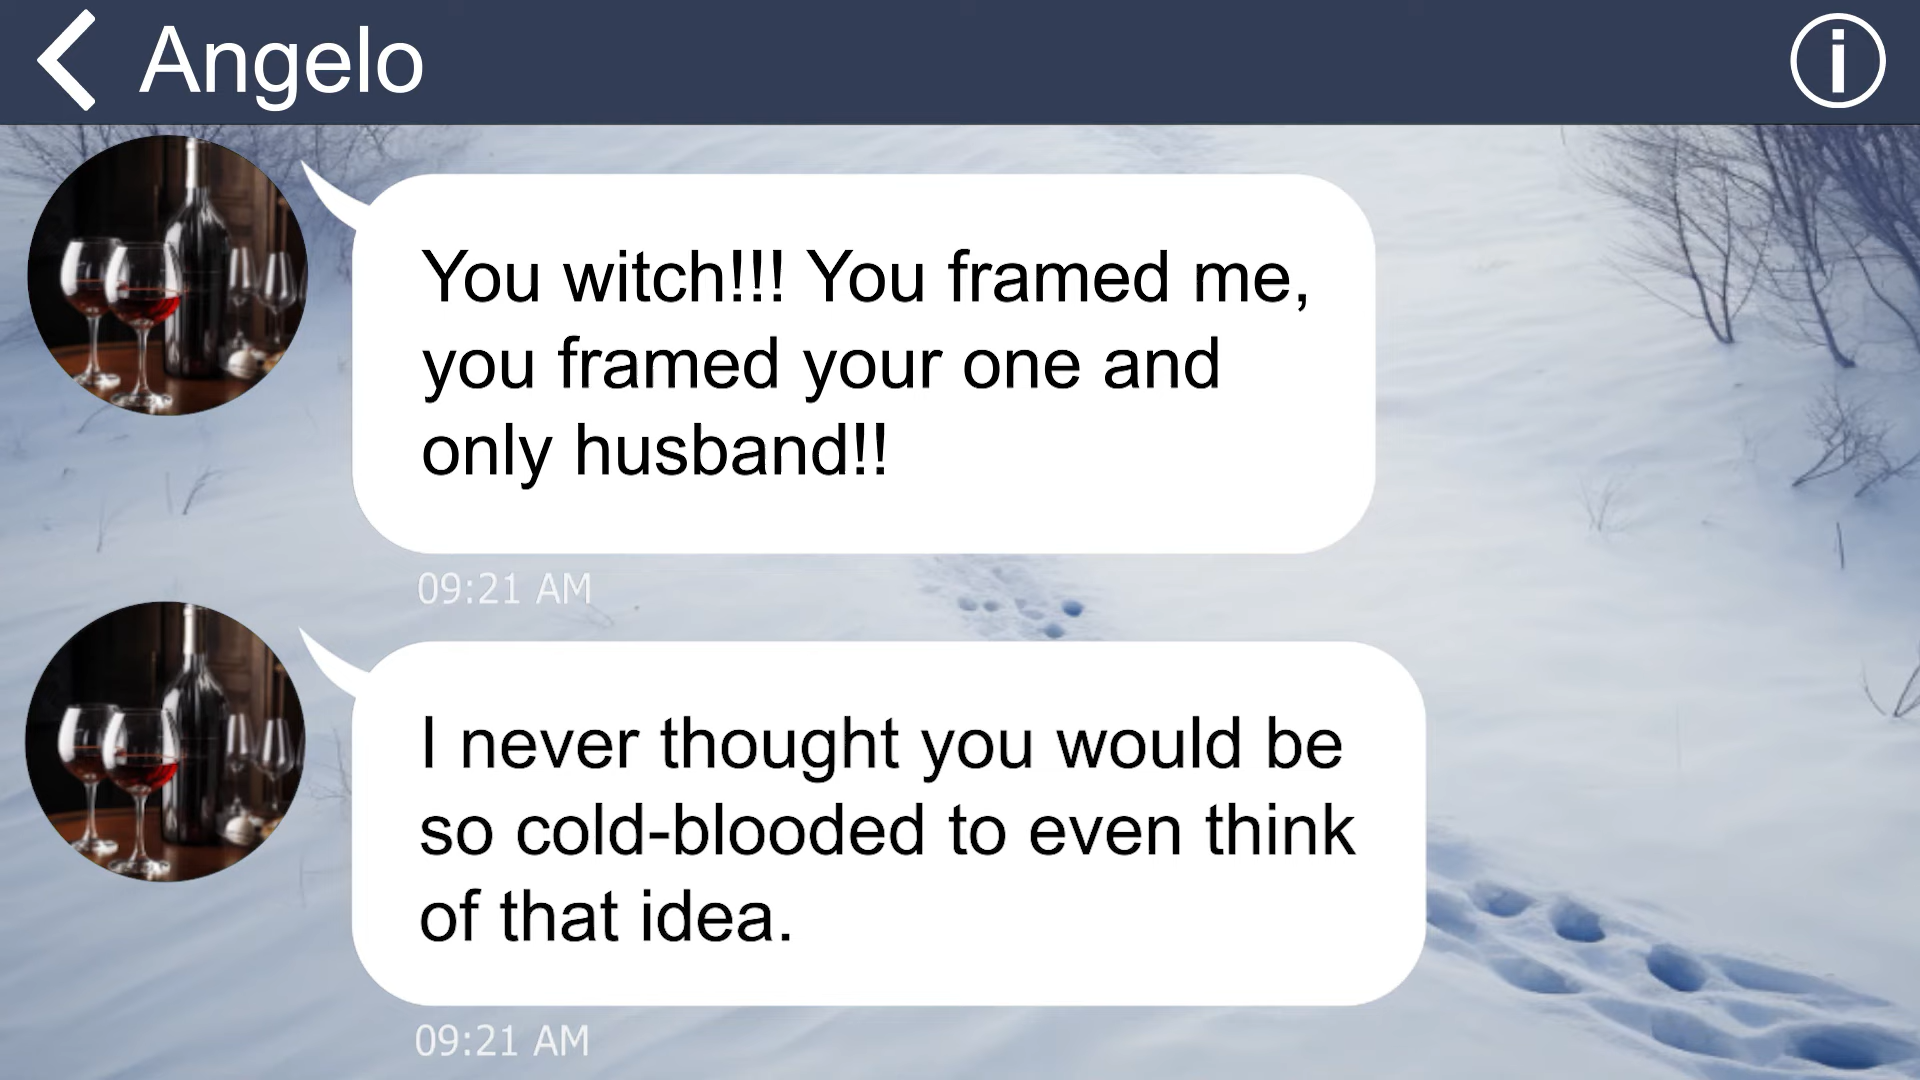 Angelo
You witch!!! You framed me,
you framed your one and
only husband!!
09:21 AM
I never thought you would be
so cold-blooded to even think
of that idea.
09:21 AM